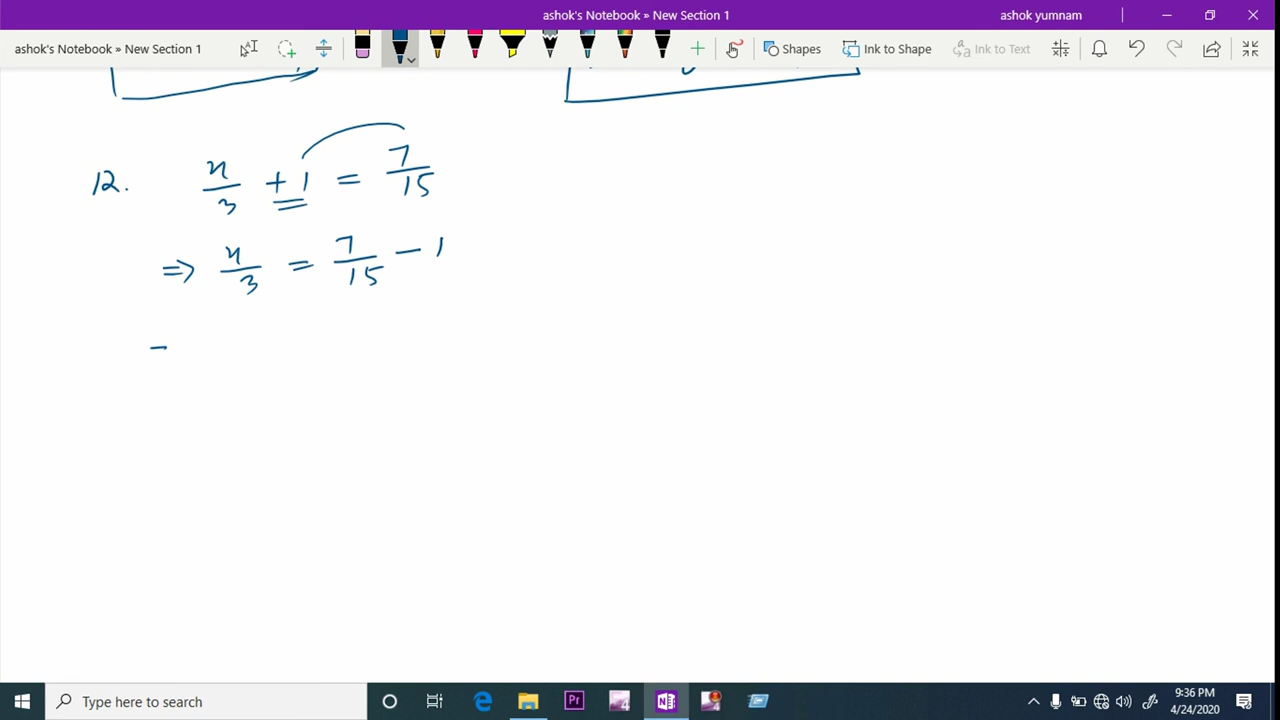 ashok's Notebook » New Section 1
ashok yumnam
ashok's Notebook » New Section 1
Shapes
Ink to Shape
Ink to Text
12. x/3 + 1 = 7/15
⇒ x/3 = 7/15 − 1
Type here to search
9:36 PM
4/24/2020